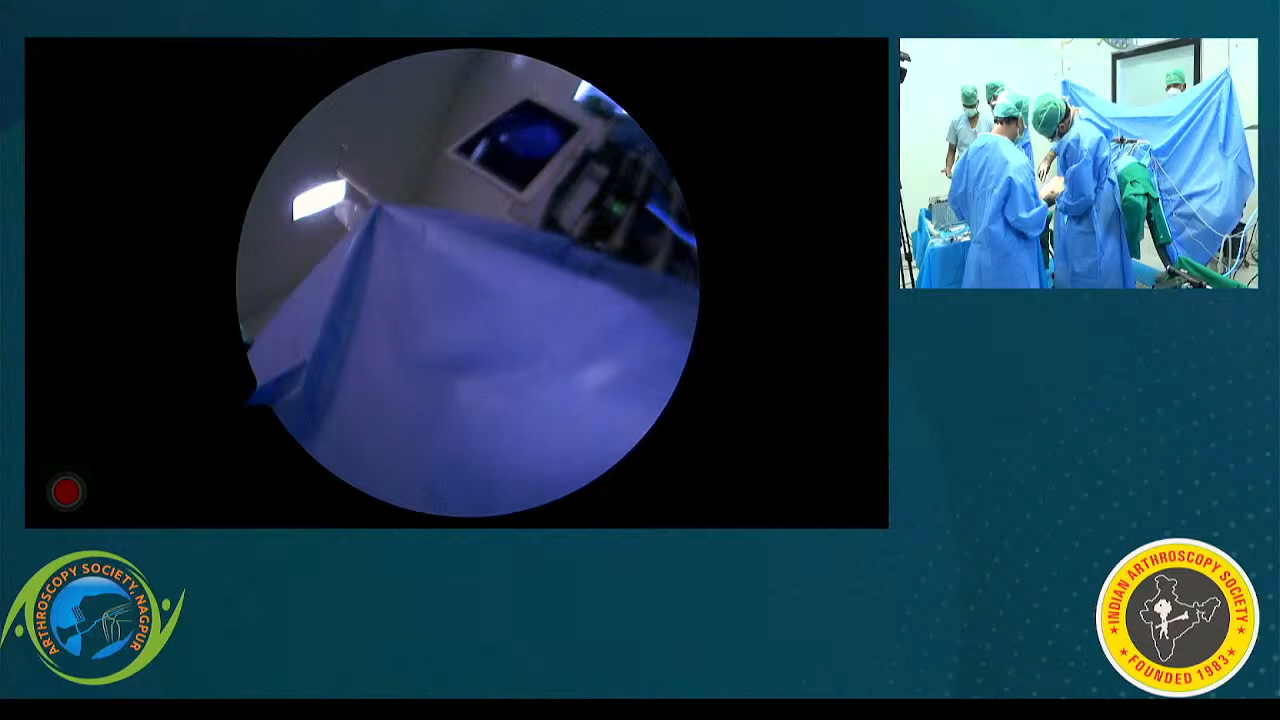 ARTHROSCOPY SOCIETY, NAGPUR
INDIAN ARTHROSCOPY SOCIETY
FOUNDED 1983